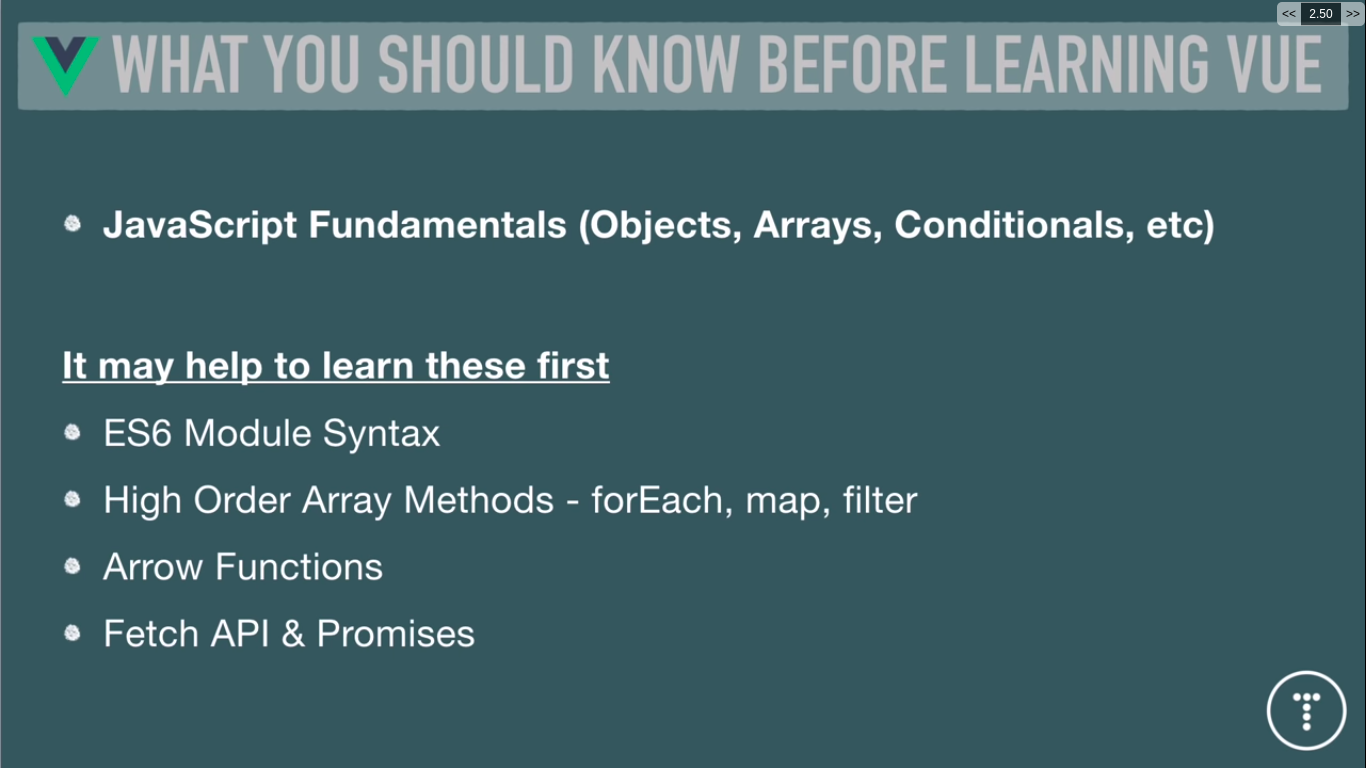 << 2.50 >>
WHAT YOU SHOULD KNOW BEFORE LEARNING VUE
JavaScript Fundamentals (Objects, Arrays, Conditionals, etc)
It may help to learn these first
ES6 Module Syntax
High Order Array Methods - forEach, map, filter
Arrow Functions
Fetch API & Promises
T